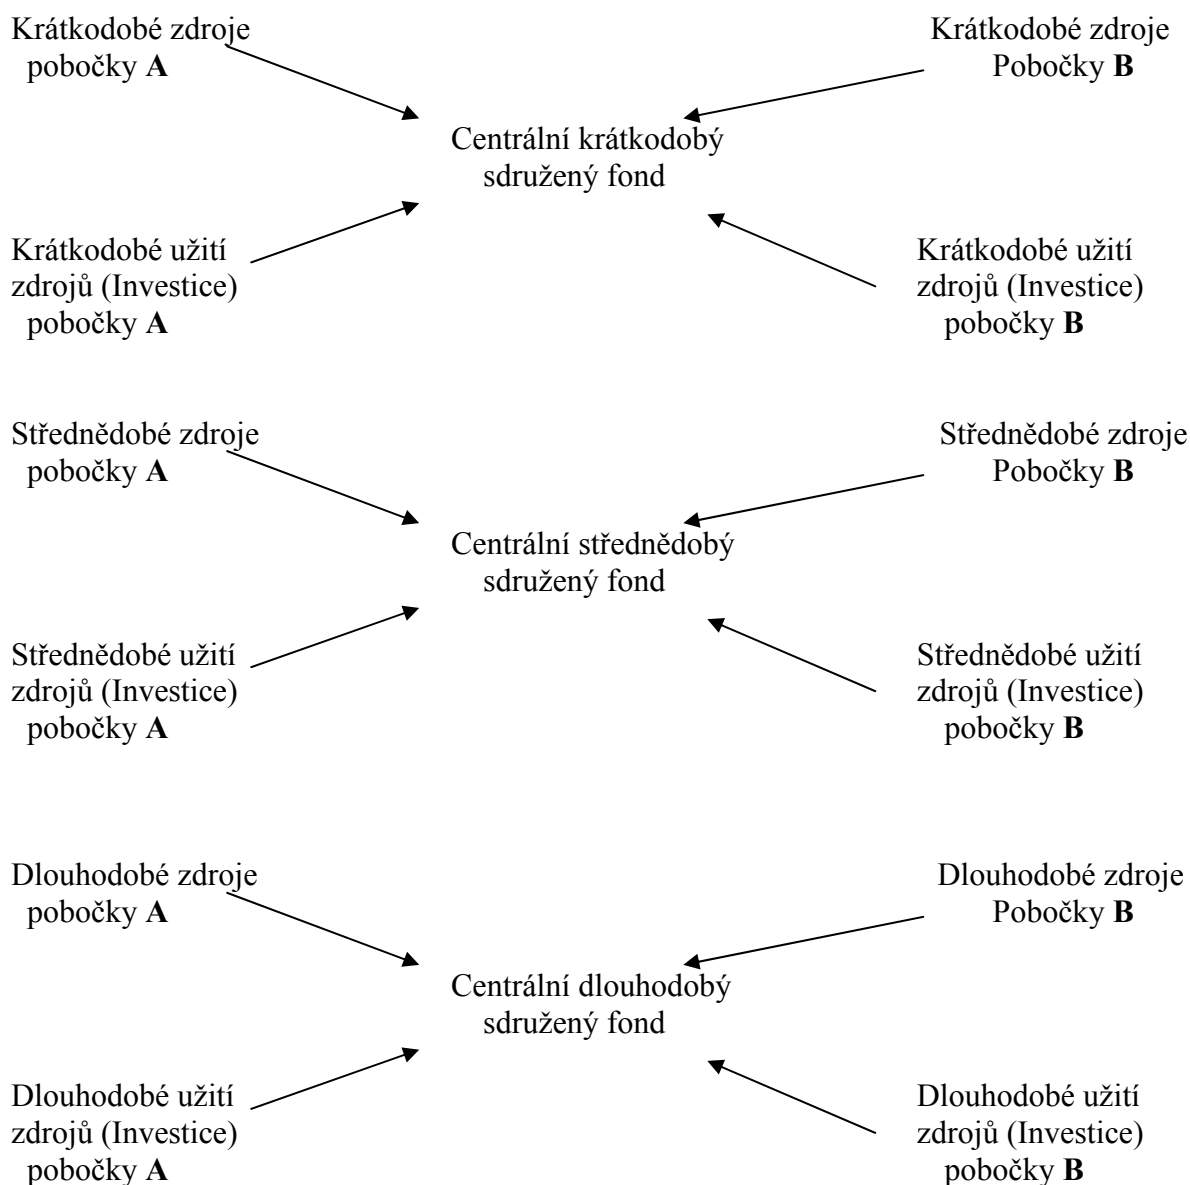 Krátkodobé zdroje
pobočky A
Krátkodobé zdroje
Pobočky B
Centrální krátkodobý
sdružený fond
Krátkodobé užití
zdrojů (Investice)
pobočky A
Krátkodobé užití
zdrojů (Investice)
pobočky B
Střednědobé zdroje
pobočky A
Střednědobé zdroje
Pobočky B
Centrální střednědobý
sdružený fond
Střednědobé užití
zdrojů (Investice)
pobočky A
Střednědobé užití
zdrojů (Investice)
pobočky B
Dlouhodobé zdroje
pobočky A
Dlouhodobé zdroje
Pobočky B
Centrální dlouhodobý
sdružený fond
Dlouhodobé užití
zdrojů (Investice)
pobočky A
Dlouhodobé užití
zdrojů (Investice)
pobočky B